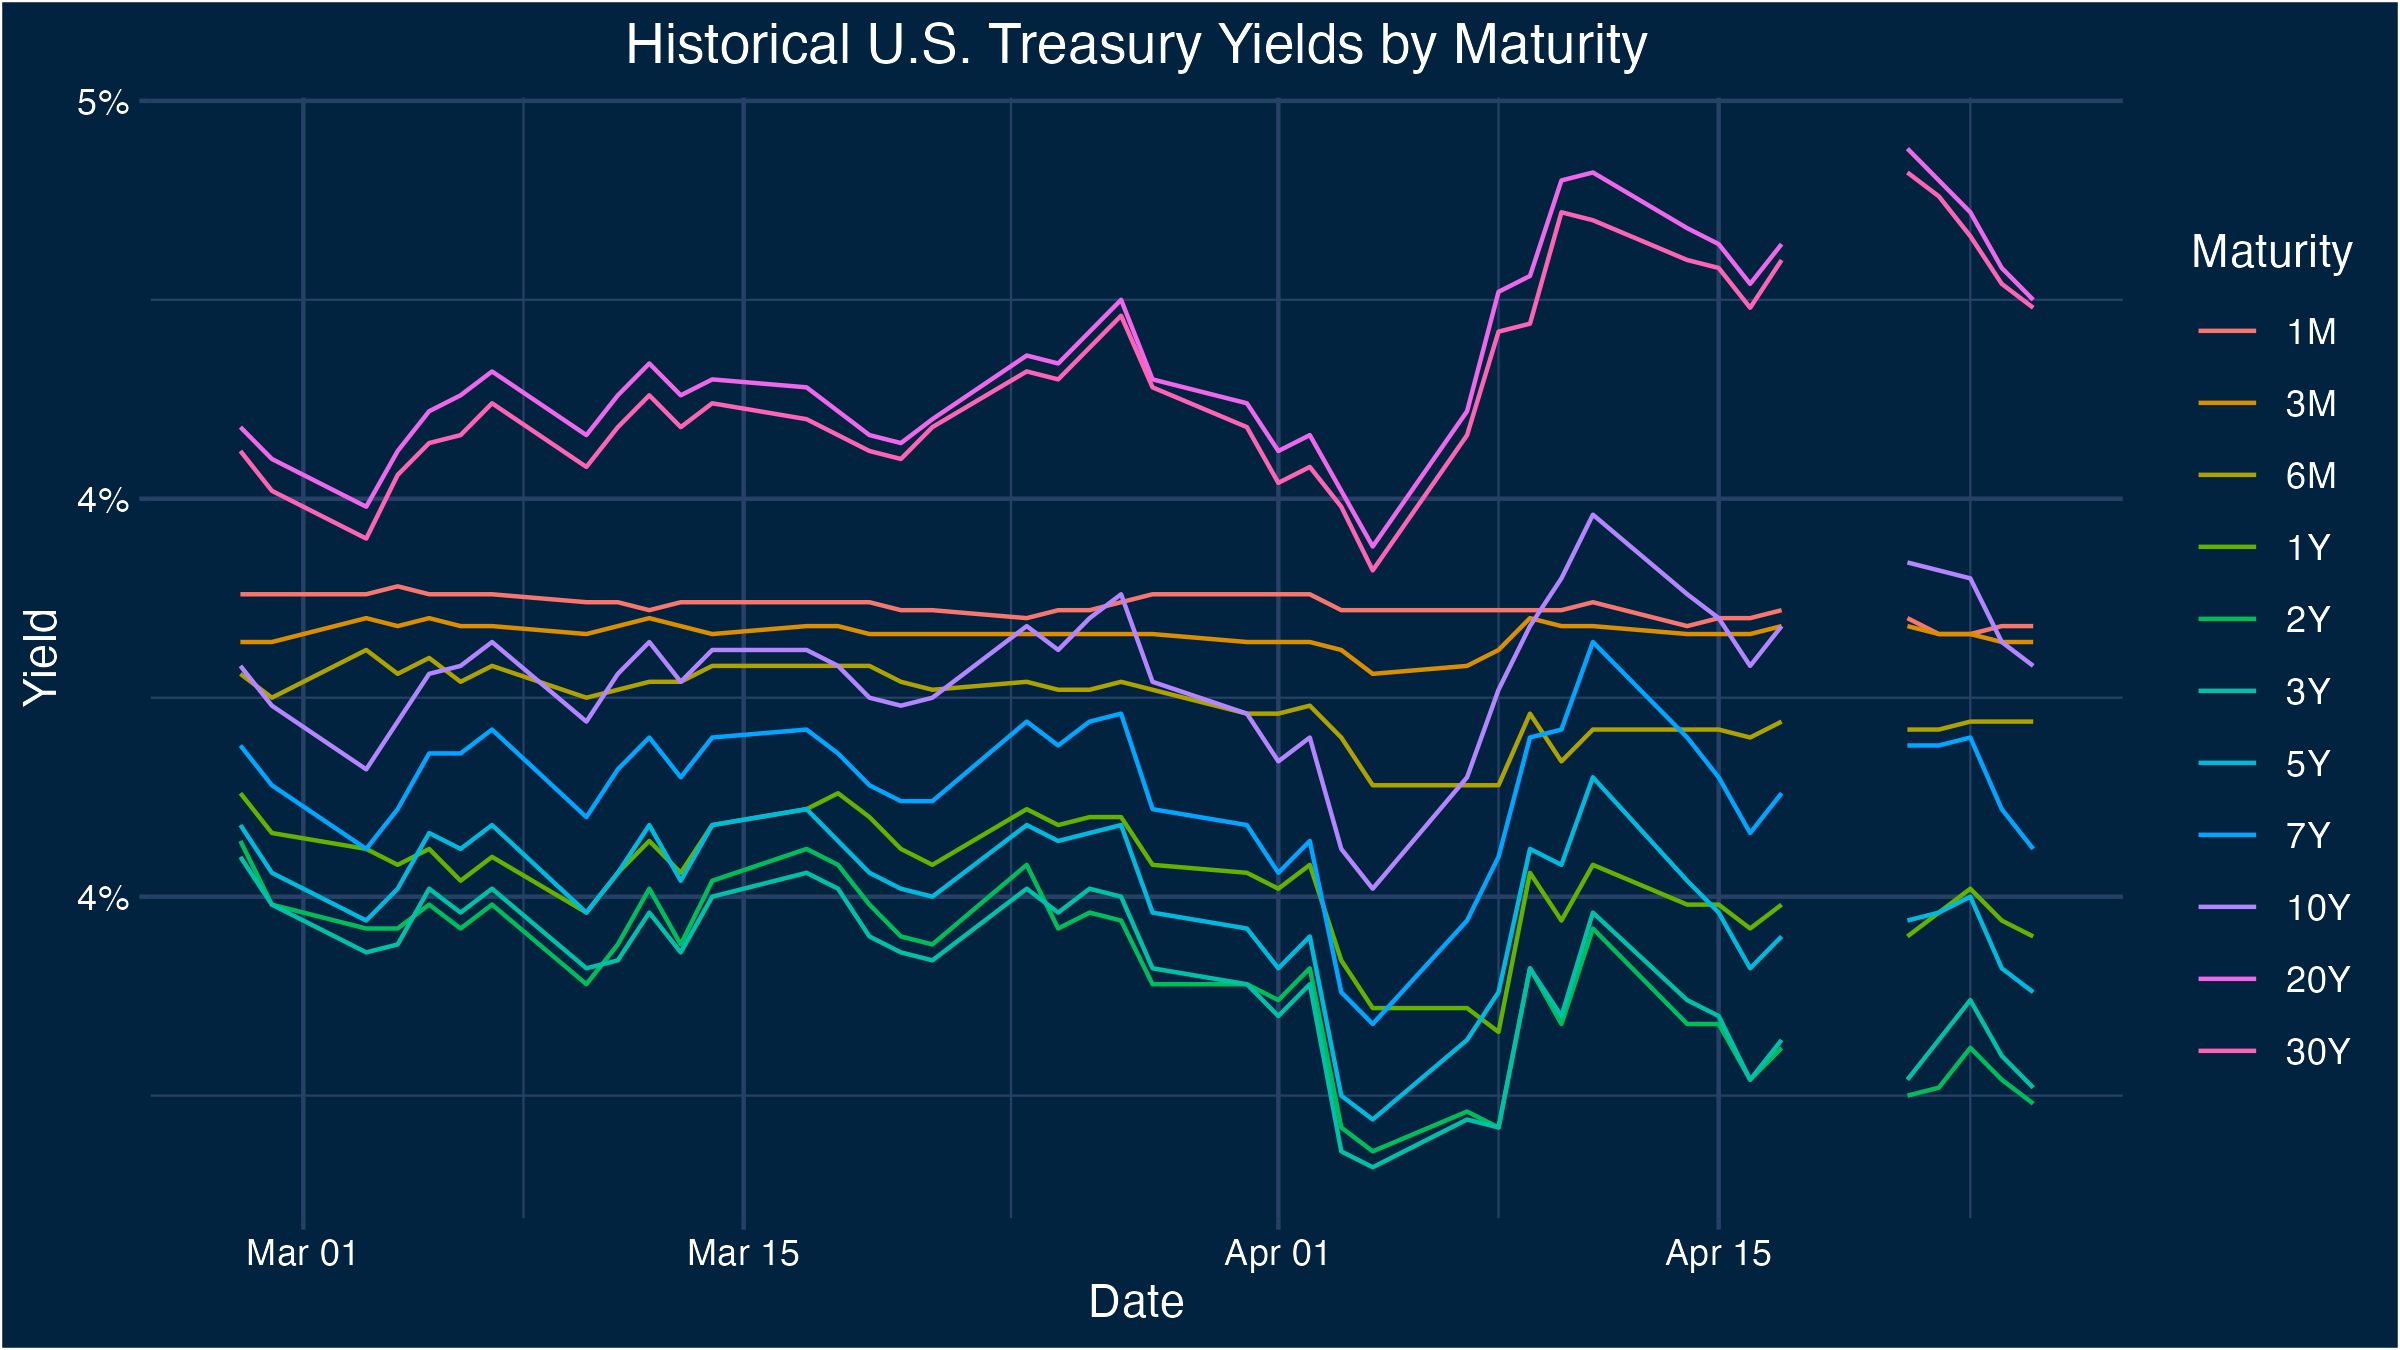 Historical U.S. Treasury Yields by Maturity
5%
4%
4%
Yield
Mar 01
Mar 15
Apr 01
Apr 15
Date
Maturity
1M
3M
6M
1Y
2Y
3Y
5Y
7Y
10Y
20Y
30Y